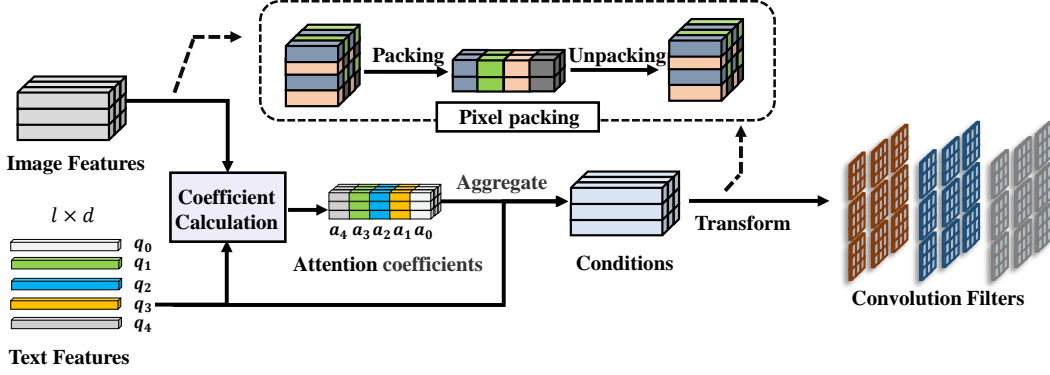 Packing
Unpacking
Pixel packing
Image Features
Coefficient
Calculation
Aggregate
Transform
l × d
a₄ a₃ a₂ a₁ a₀
Attention coefficients
Conditions
Convolution Filters
q₀
q₁
q₂
q₃
q₄
Text Features